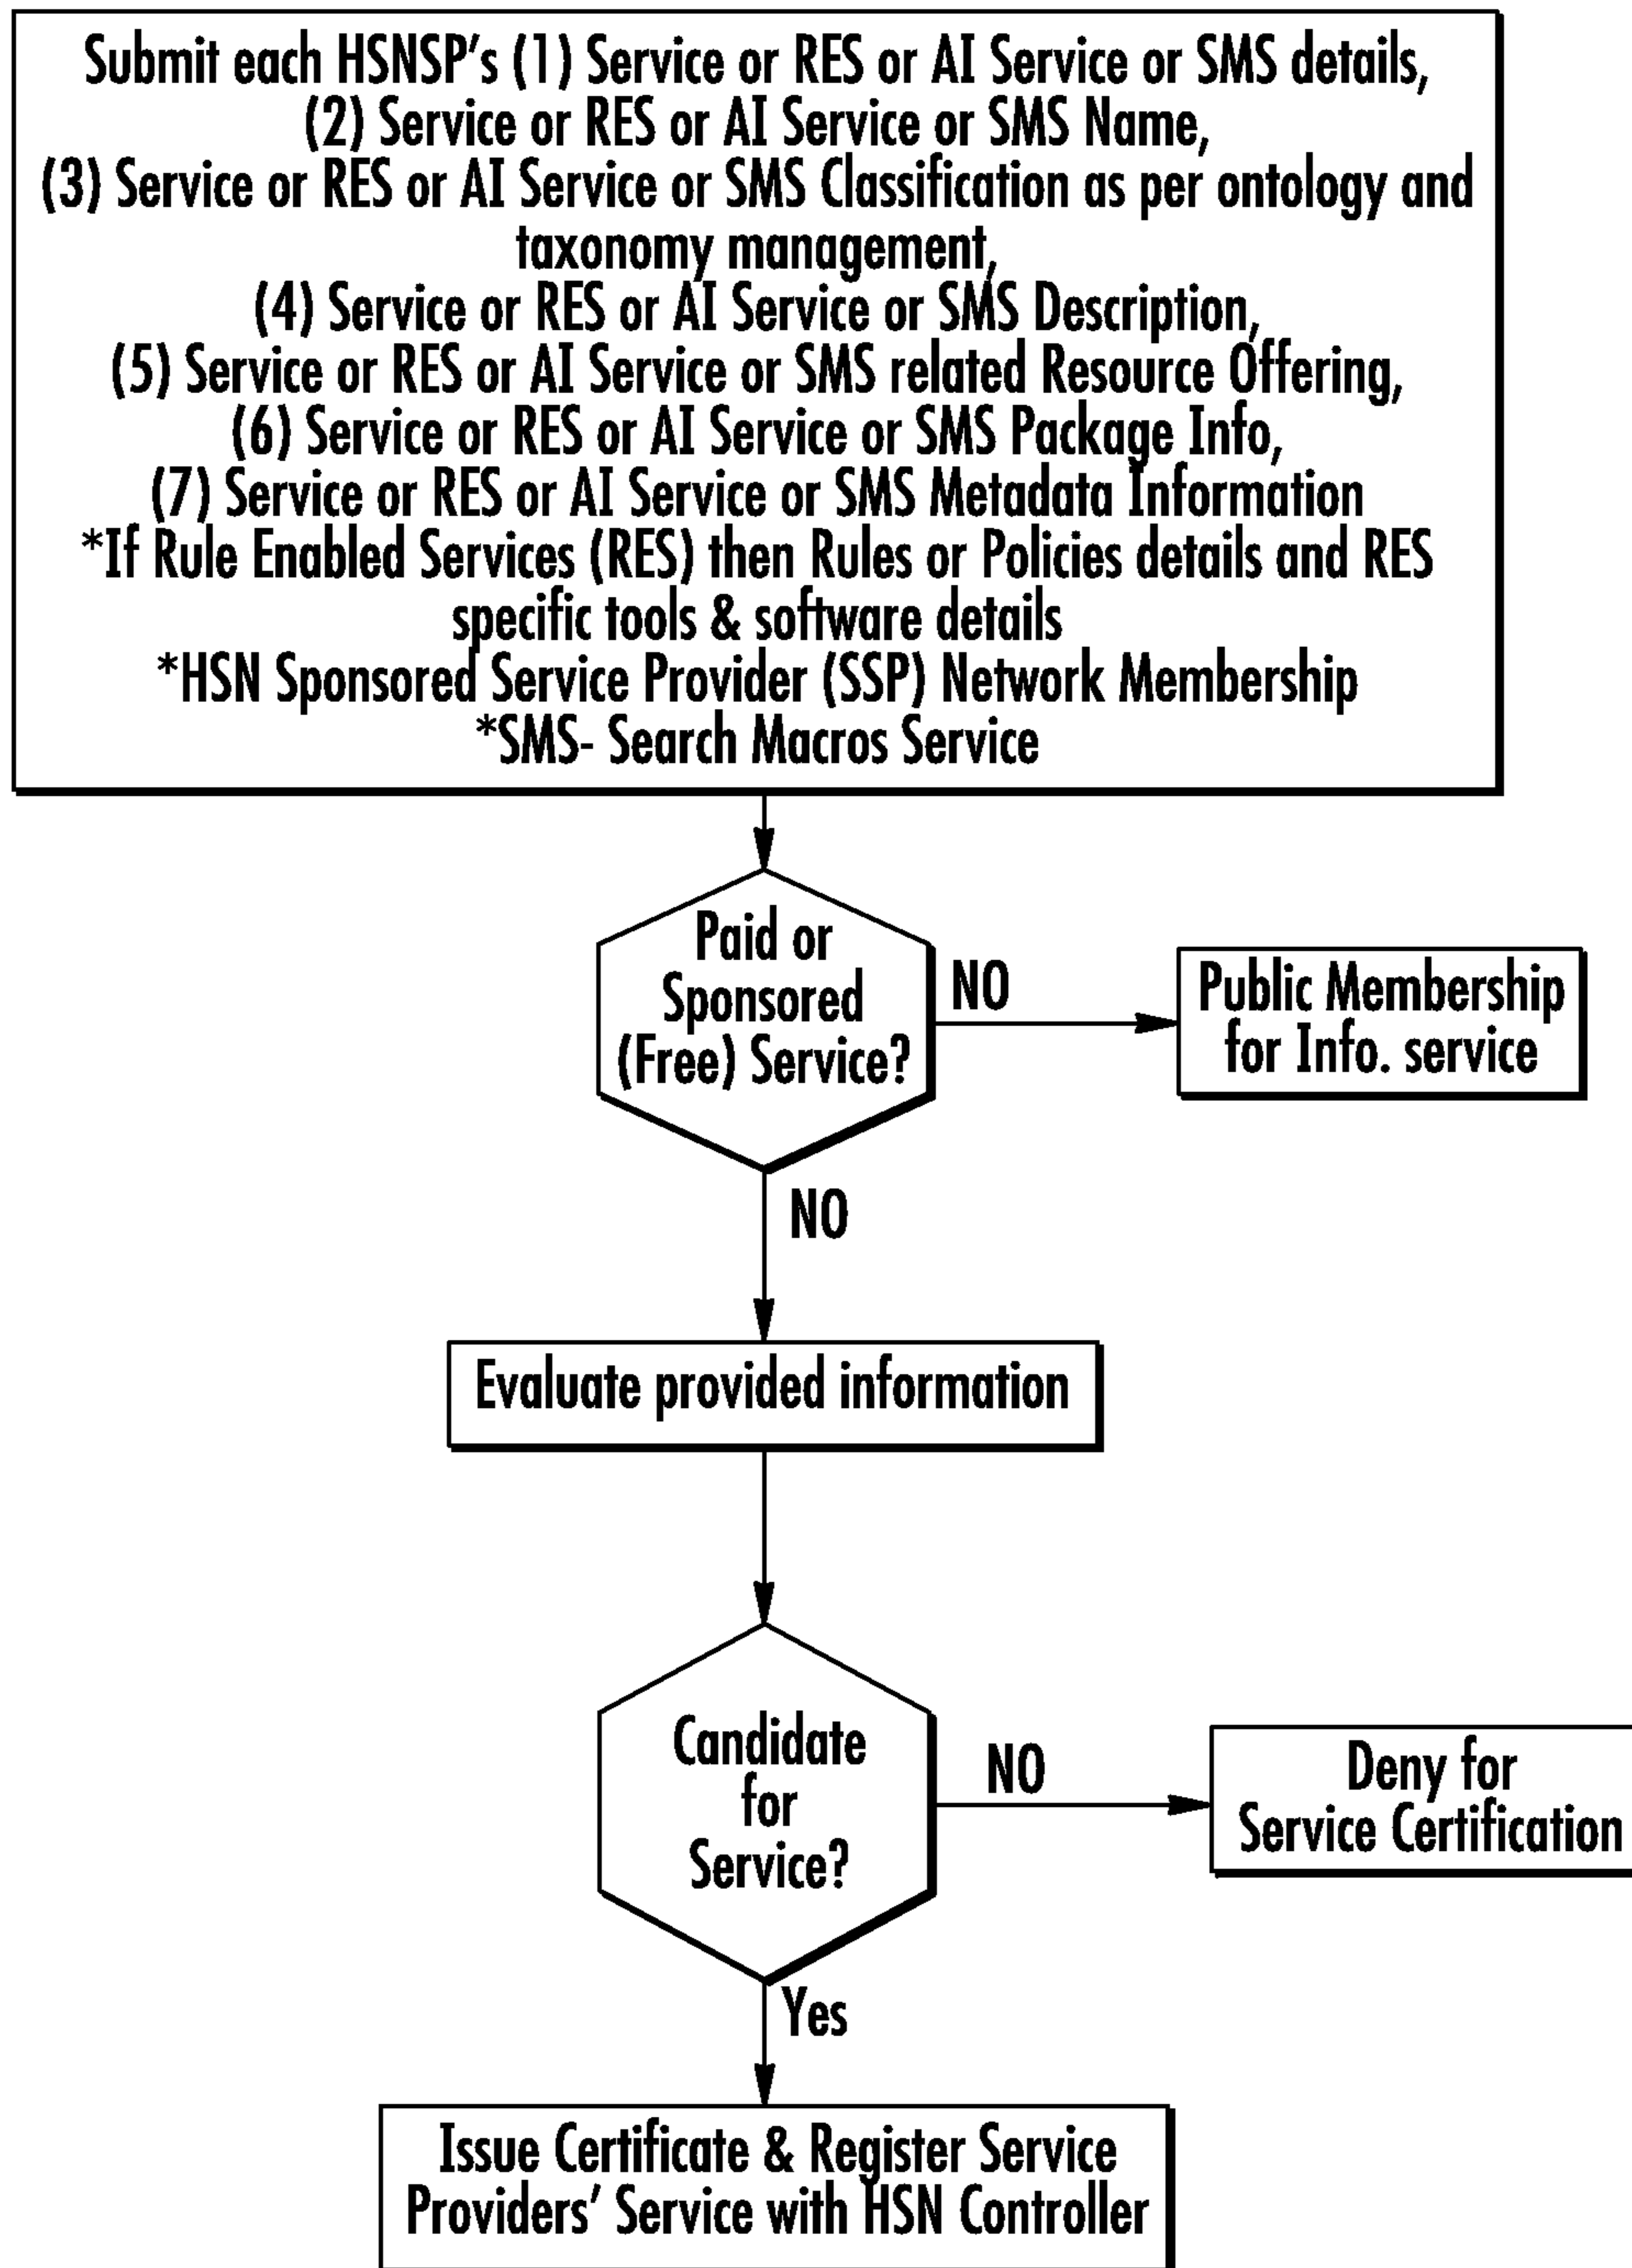 Submit each HSNSP's (1) Service or RES or AI Service or SMS details,
(2) Service or RES or AI Service or SMS Name,
(3) Service or RES or AI Service or SMS Classification as per ontology and
taxonomy management,
(4) Service or RES or AI Service or SMS Description,
(5) Service or RES or AI Service or SMS related Resource Offering,
(6) Service or RES or AI Service or SMS Package Info,
(7) Service or RES or AI Service or SMS Metadata Information
*If Rule Enabled Services (RES) then Rules or Policies details and RES
specific tools & software details
*HSN Sponsored Service Provider (SSP) Network Membership
*SMS- Search Macros Service
Paid or
Sponsored
(Free) Service?
NO
Public Membership
for Info. service
NO
Evaluate provided information
Candidate
for
Service?
NO
Deny for
Service Certification
Yes
Issue Certificate & Register Service
Providers' Service with HSN Controller